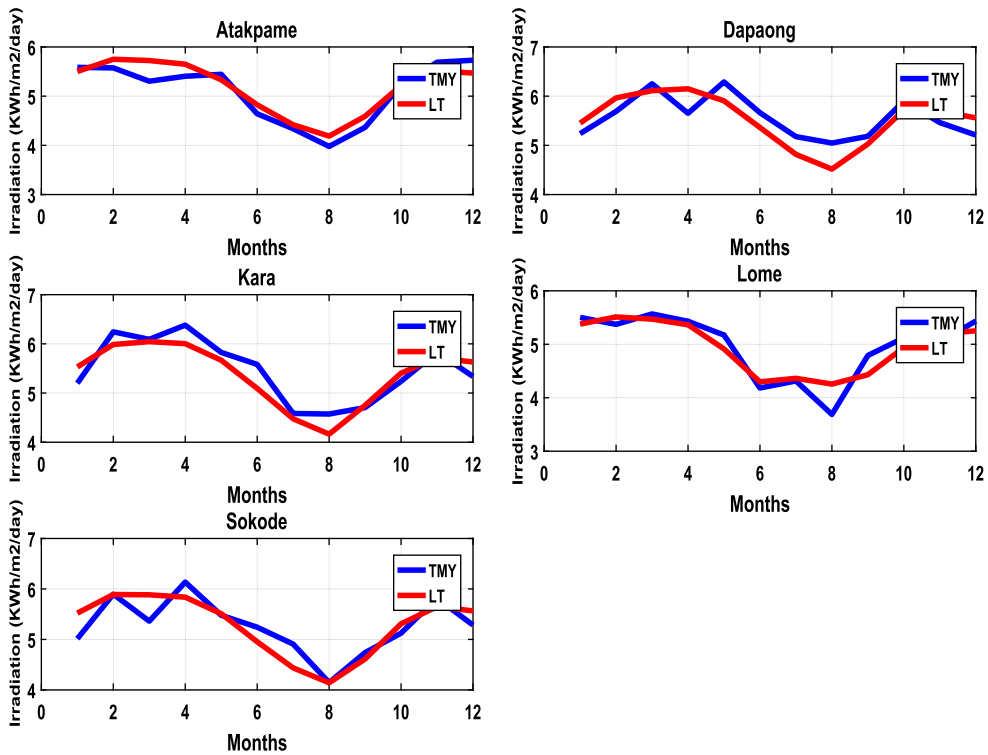 Atakpame
Irradiation (KWh/m2/day)
6
5
4
3
0 2 4 6 8 10 12
Months
TMY
LT
Dapaong
Irradiation (KWh/m2/day)
7
6
5
4
0 2 4 6 8 10 12
Months
TMY
LT
Kara
Irradiation (KWh/m2/day)
7
6
5
4
0 2 4 6 8 10 12
Months
TMY
LT
Lome
Irradiation (KWh/m2/day)
6
5
4
3
0 2 4 6 8 10 12
Months
TMY
LT
Sokode
Irradiation (KWh/m2/day)
7
6
5
4
0 2 4 6 8 10 12
Months
TMY
LT